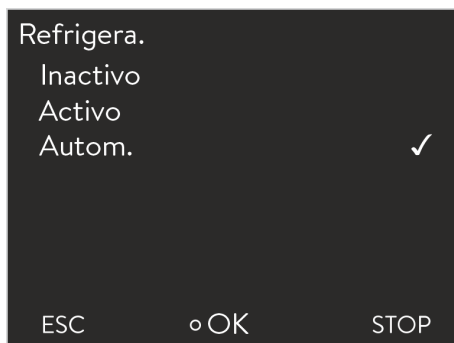 Refrigera.
Inactivo
Activo
Autom. ✓
ESC OK STOP